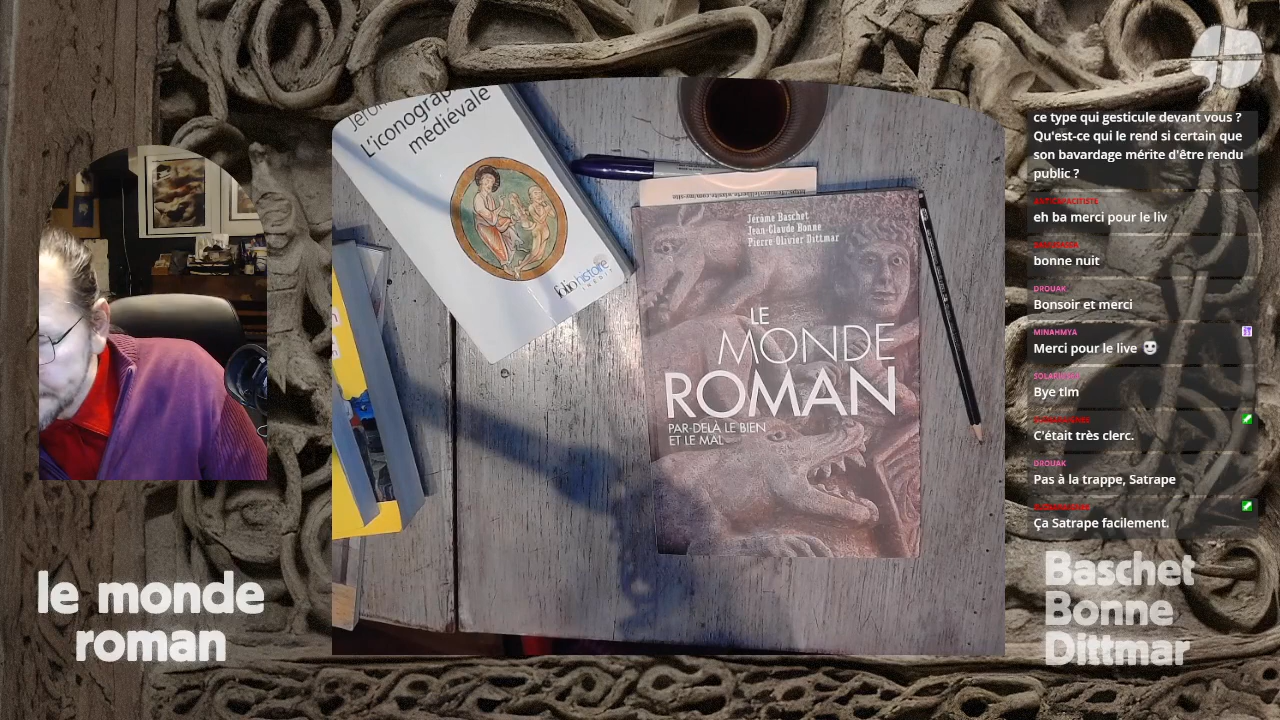 Jérôme
L'iconograp
médiévale
folio histoire
INÉDIT
Jérôme Baschet
Jean-Claude Bonne
Pierre Olivier Dittmar
LE
MONDE
ROMAN
PAR-DELÀ LE BIEN
ET LE MAL
le monde
roman
ce type qui gesticule devant vous ?
Qu'est-ce qui le rend si certain que
son bavardage mérite d'être rendu
public ?
eh ba merci pour le liv
bonne nuit
DROUAK
Bonsoir et merci
MINAHMYA
Merci pour le live
Bye tlm
C'était très clerc.
DROUAK
Pas à la trappe, Satrape
Ça Satrape facilement.
Baschet
Bonne
Dittmar